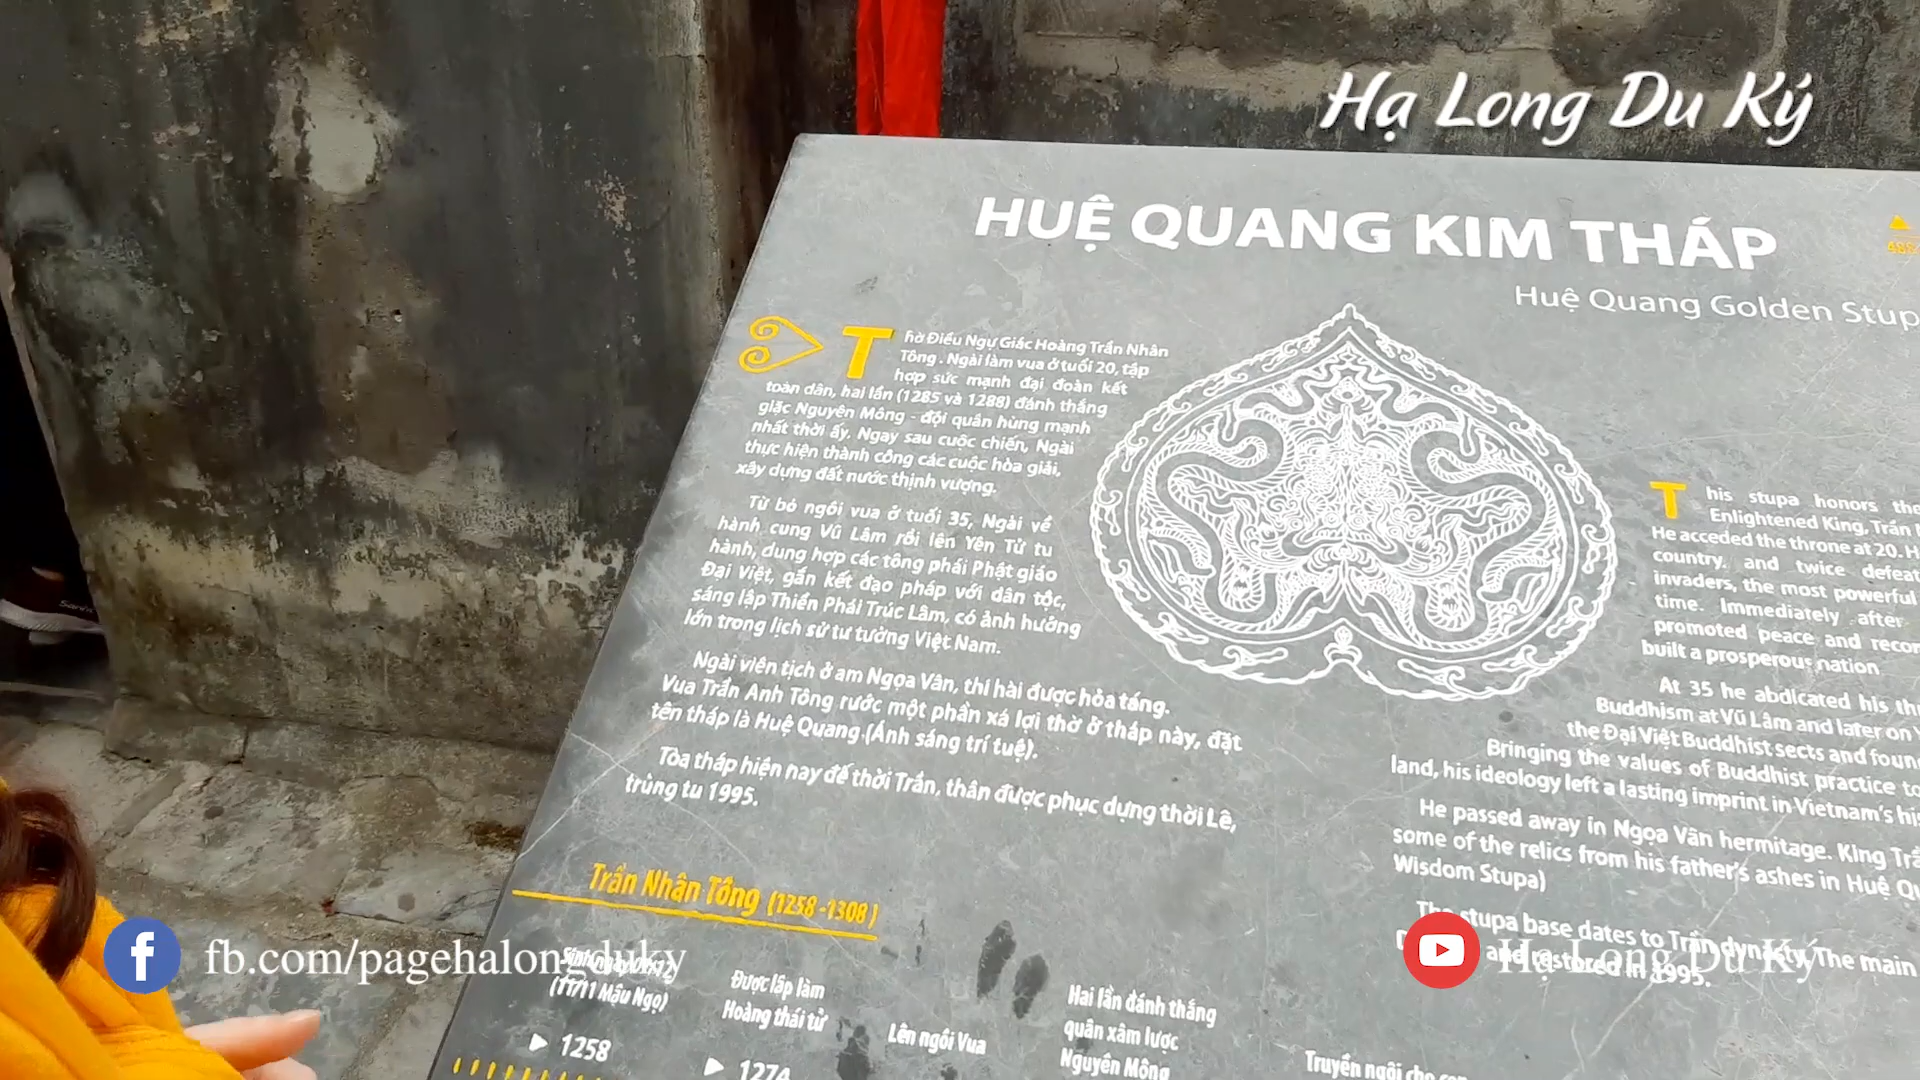 Hạ Long Du Ký
HUỆ QUANG KIM THÁP
Huệ Quang Golden Stup
Thờ Điều Ngự Giác Hoàng Trần Nhân
Tông . Ngài làm vua ở tuổi 20, tập
hợp sức mạnh đại đoàn kết
toàn dân, hai lần (1285 và 1288) đánh thắng
giặc Nguyên Mông - đội quân hùng mạnh
nhất thời ấy. Ngay sau cuộc chiến, Ngài
thực hiện thành công các cuộc hòa giải,
xây dựng đất nước thịnh vượng.
Từ bỏ ngôi vua ở tuổi 35, Ngài về
hành cung Vũ Lâm rồi lên Yên Tử tu
hành, dung hợp các tông phái Phật giáo
Đại Việt, gắn kết đạo pháp với dân tộc,
sáng lập Thiền Phái Trúc Lâm, có ảnh hưởng
lớn trong lịch sử tư tưởng Việt Nam.
Ngài viên tịch ở am Ngọa Vân, thi hài được hỏa táng.
Vua Trần Anh Tông rước một phần xá lợi thờ ở tháp này, đặt
tên tháp là Huệ Quang (Ánh sáng trí tuệ).
Tòa tháp hiện nay đế thời Trần, thân được phục dựng thời Lê,
trùng tu 1995.
This stupa honors the
Enlightened King, Trần
He acceded the throne at 20. H
country, and twice defeat
invaders, the most powerful
time. Immediately after
promoted peace and recon
built a prosperous nation
At 35 he abdicated his thr
Buddhism at Vũ Lâm and later on
the Đại Việt Buddhist sects and foun
Bringing the values of Buddhist practice to
land, his ideology left a lasting imprint in Vietnam's his
He passed away in Ngọa Vân hermitage. King Trầ
some of the relics from his father's ashes in Huệ Qu
Wisdom Stupa)
The stupa base dates to Trần dynasty. The main
and restored in 1995.
Trần Nhân Tông (1258 -1308)
(11/11 Mậu Ngọ)
1258
Được lập làm
Hoàng thái tử
1274
Lên ngôi Vua
Hai lần đánh thắng
quân xâm lược
Nguyên Mông
Truyền ngôi cho con
fb.com/pagehalongduky
Hạ Long Du Ký